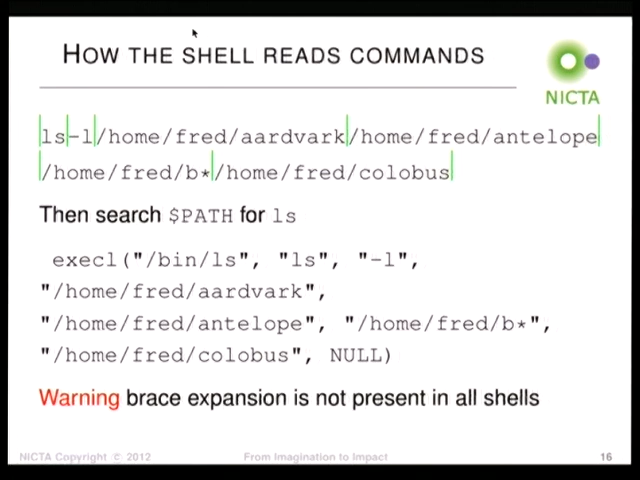 HOW THE SHELL READS COMMANDS
NICTA
ls -l /home/fred/aardvark /home/fred/antelope
/home/fred/b* /home/fred/colobus
Then search $PATH for ls
execl("/bin/ls", "ls", "-l",
"/home/fred/aardvark",
"/home/fred/antelope", "/home/fred/b*",
"/home/fred/colobus", NULL)
Warning brace expansion is not present in all shells
NICTA Copyright © 2012 From Imagination to Impact 16